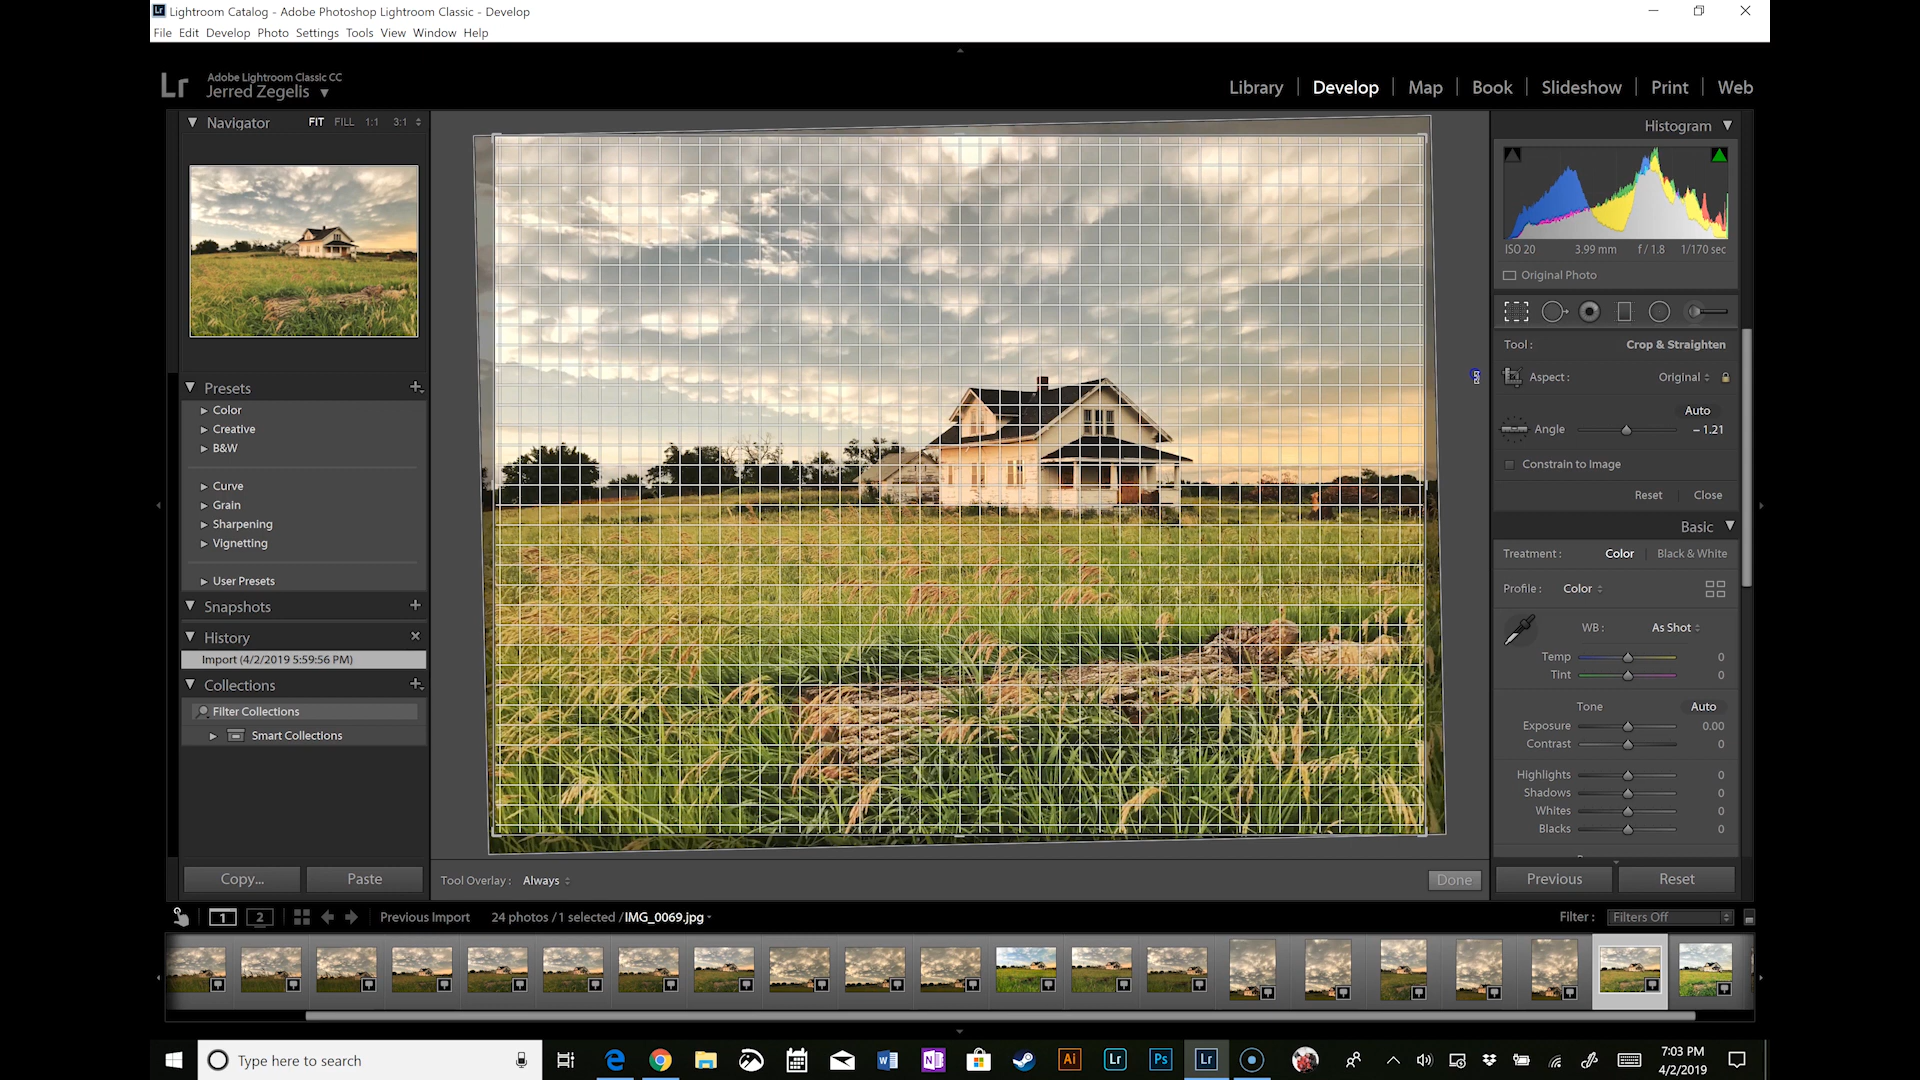 Lr Lightroom Catalog - Adobe Photoshop Lightroom Classic - Develop
File Edit Develop Photo Settings Tools View Window Help
Lr Adobe Lightroom Classic CC
Jerred Zegelis
Library | Develop | Map | Book | Slideshow | Print | Web
Navigator FIT FILL 1:1 3:1
Presets
Color
Creative
B&W
Curve
Grain
Sharpening
Vignetting
User Presets
Snapshots
History
Import (4/2/2019 5:59:56 PM)
Collections
Filter Collections
Smart Collections
Copy... Paste
Tool Overlay : Always Done
Histogram
ISO 20 3.99 mm f / 1.8 1/170 sec
Original Photo
Tool : Crop & Straighten
Aspect : Original
Auto
Angle - 1.21
Constrain to Image
Reset Close
Basic
Treatment : Color Black & White
Profile : Color
WB : As Shot
Temp 0
Tint 0
Tone Auto
Exposure 0.00
Contrast 0
Highlights 0
Shadows 0
Whites 0
Blacks 0
Previous Reset
1 2 Previous Import 24 photos / 1 selected / IMG_0069.jpg Filter : Filters Off
Type here to search
Ai Lr Ps Lr
7:03 PM
4/2/2019